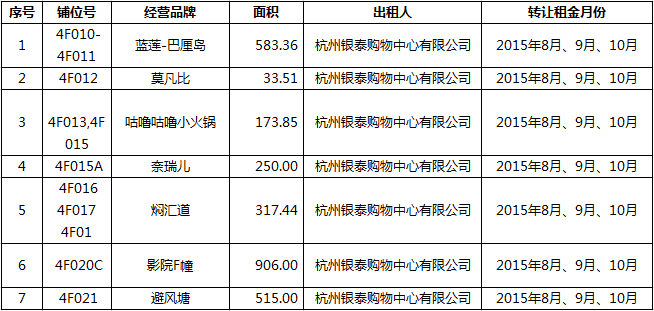 序号 铺位号 经营品牌 面积 出租人 转让租金月份
1 4F010-4F011 蓝莲-巴厘岛 583.36 杭州银泰购物中心有限公司 2015年8月、9月、10月
2 4F012 莫凡比 33.51 杭州银泰购物中心有限公司 2015年8月、9月、10月
3 4F013,4F015 咕噜咕噜小火锅 173.85 杭州银泰购物中心有限公司 2015年8月、9月、10月
4 4F015A 奈瑞儿 250.00 杭州银泰购物中心有限公司 2015年8月、9月、10月
5 4F016 4F017 4F01 焖汇道 317.44 杭州银泰购物中心有限公司 2015年8月、9月、10月
6 4F020C 影院F幢 906.00 杭州银泰购物中心有限公司 2015年8月、9月、10月
7 4F021 避风塘 515.00 杭州银泰购物中心有限公司 2015年8月、9月、10月